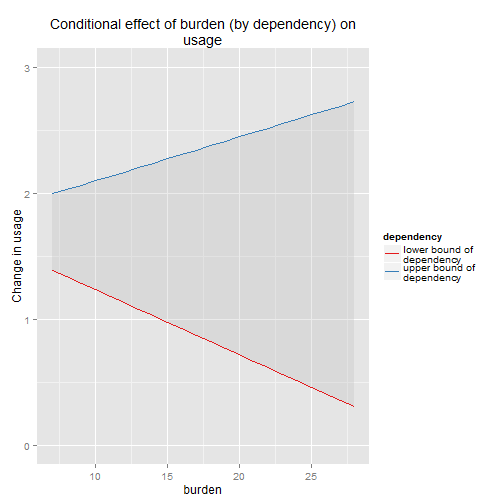 Conditional effect of burden (by dependency) on
usage
3
2
1
0
Change in usage
10 15 20 25
burden
dependency
lower bound of
dependency
upper bound of
dependency